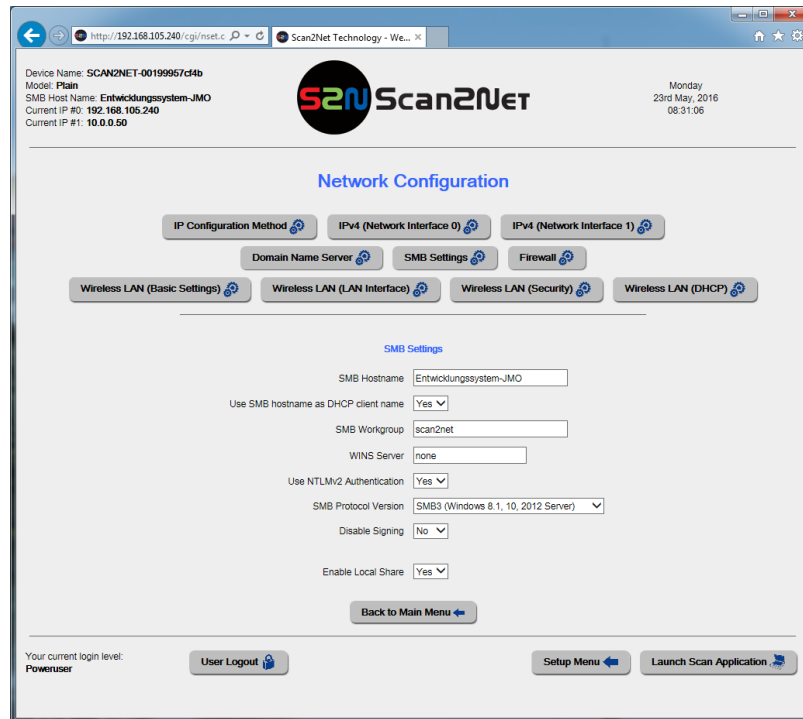 http://192.168.105.240/cgi/nset.c
Scan2Net Technology - We...
Device Name: SCAN2NET-00199957cf4b
Model: Plain
SMB Host Name: Entwicklungssystem-JMO
Current IP #0: 192.168.105.240
Current IP #1: 10.0.0.50
S2N Scan2Net
Monday
23rd May, 2016
08:31:06
Network Configuration
IP Configuration Method IPv4 (Network Interface 0) IPv4 (Network Interface 1)
Domain Name Server SMB Settings Firewall
Wireless LAN (Basic Settings) Wireless LAN (LAN Interface) Wireless LAN (Security) Wireless LAN (DHCP)
SMB Settings
SMB Hostname Entwicklungssystem-JMO
Use SMB hostname as DHCP client name Yes
SMB Workgroup scan2net
WINS Server none
Use NTLMv2 Authentication Yes
SMB Protocol Version SMB3 (Windows 8.1, 10, 2012 Server)
Disable Signing No
Enable Local Share Yes
Back to Main Menu
Your current login level:
Poweruser
User Logout Setup Menu Launch Scan Application